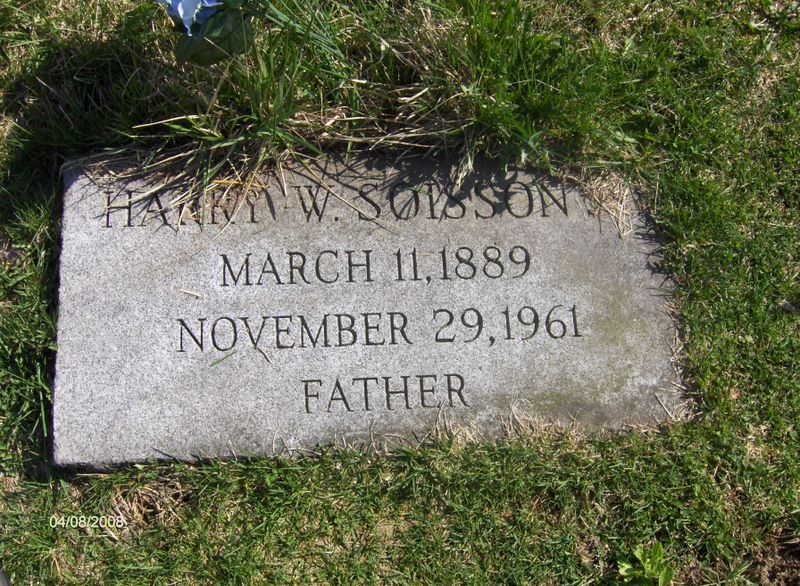 HARRY W. SOISSON
MARCH 11, 1889
NOVEMBER 29, 1961
FATHER
04/08/2008